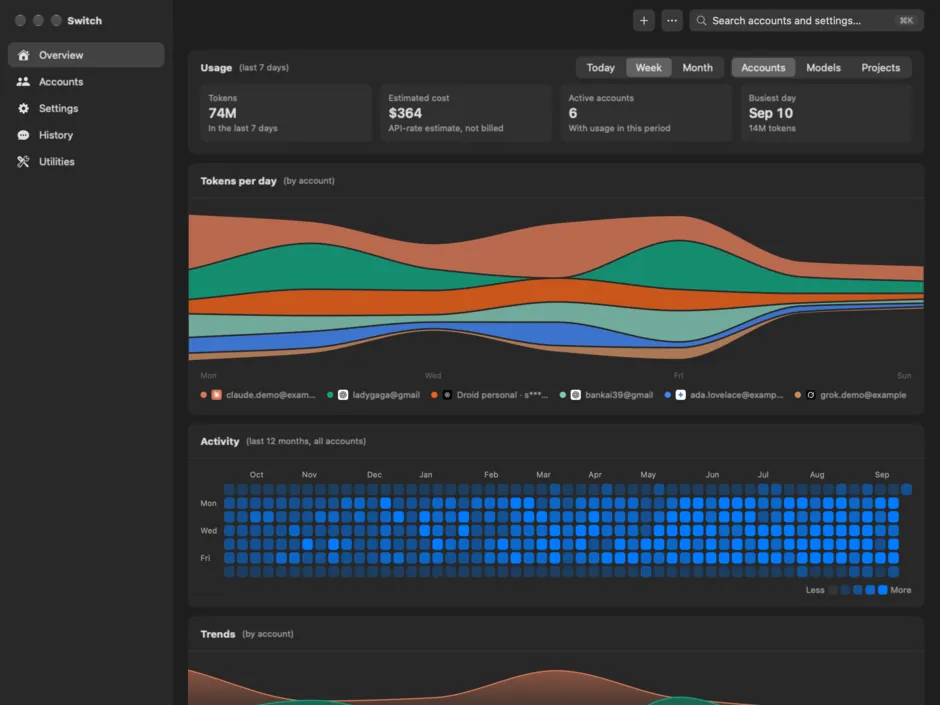 Switch
Search accounts and settings... ⌘K
Overview
Accounts
Settings
History
Utilities
Usage (last 7 days)
Today Week Month Accounts Models Projects
Tokens
74M
In the last 7 days
Estimated cost
$364
API-rate estimate, not billed
Active accounts
6
With usage in this period
Busiest day
Sep 10
14M tokens
Tokens per day (by account)
Mon Wed Fri Sun
claude.demo@exam... ladygaga@gmail Droid personal · s***... bankai39@gmail ada.lovelace@examp... grok.demo@example
Activity (last 12 months, all accounts)
Oct Nov Dec Jan Feb Mar Apr May Jun Jul Aug Sep
Mon
Wed
Fri
Less More
Trends (by account)